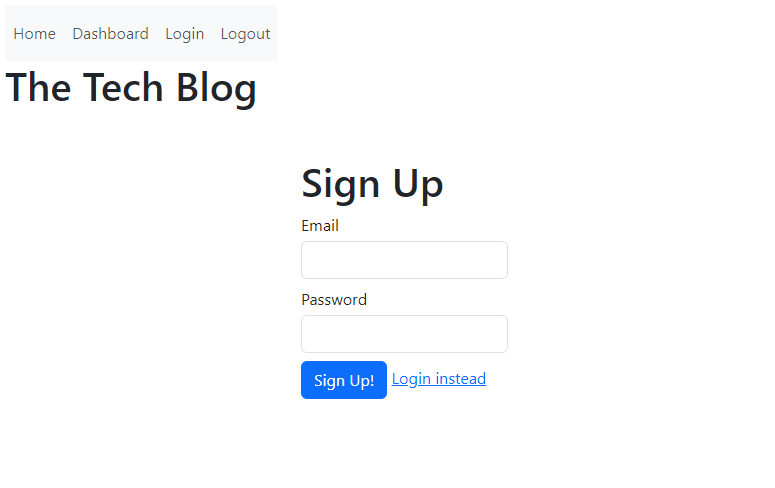 Home Dashboard Login Logout
The Tech Blog
Sign Up
Email
Password
Sign Up! Login instead